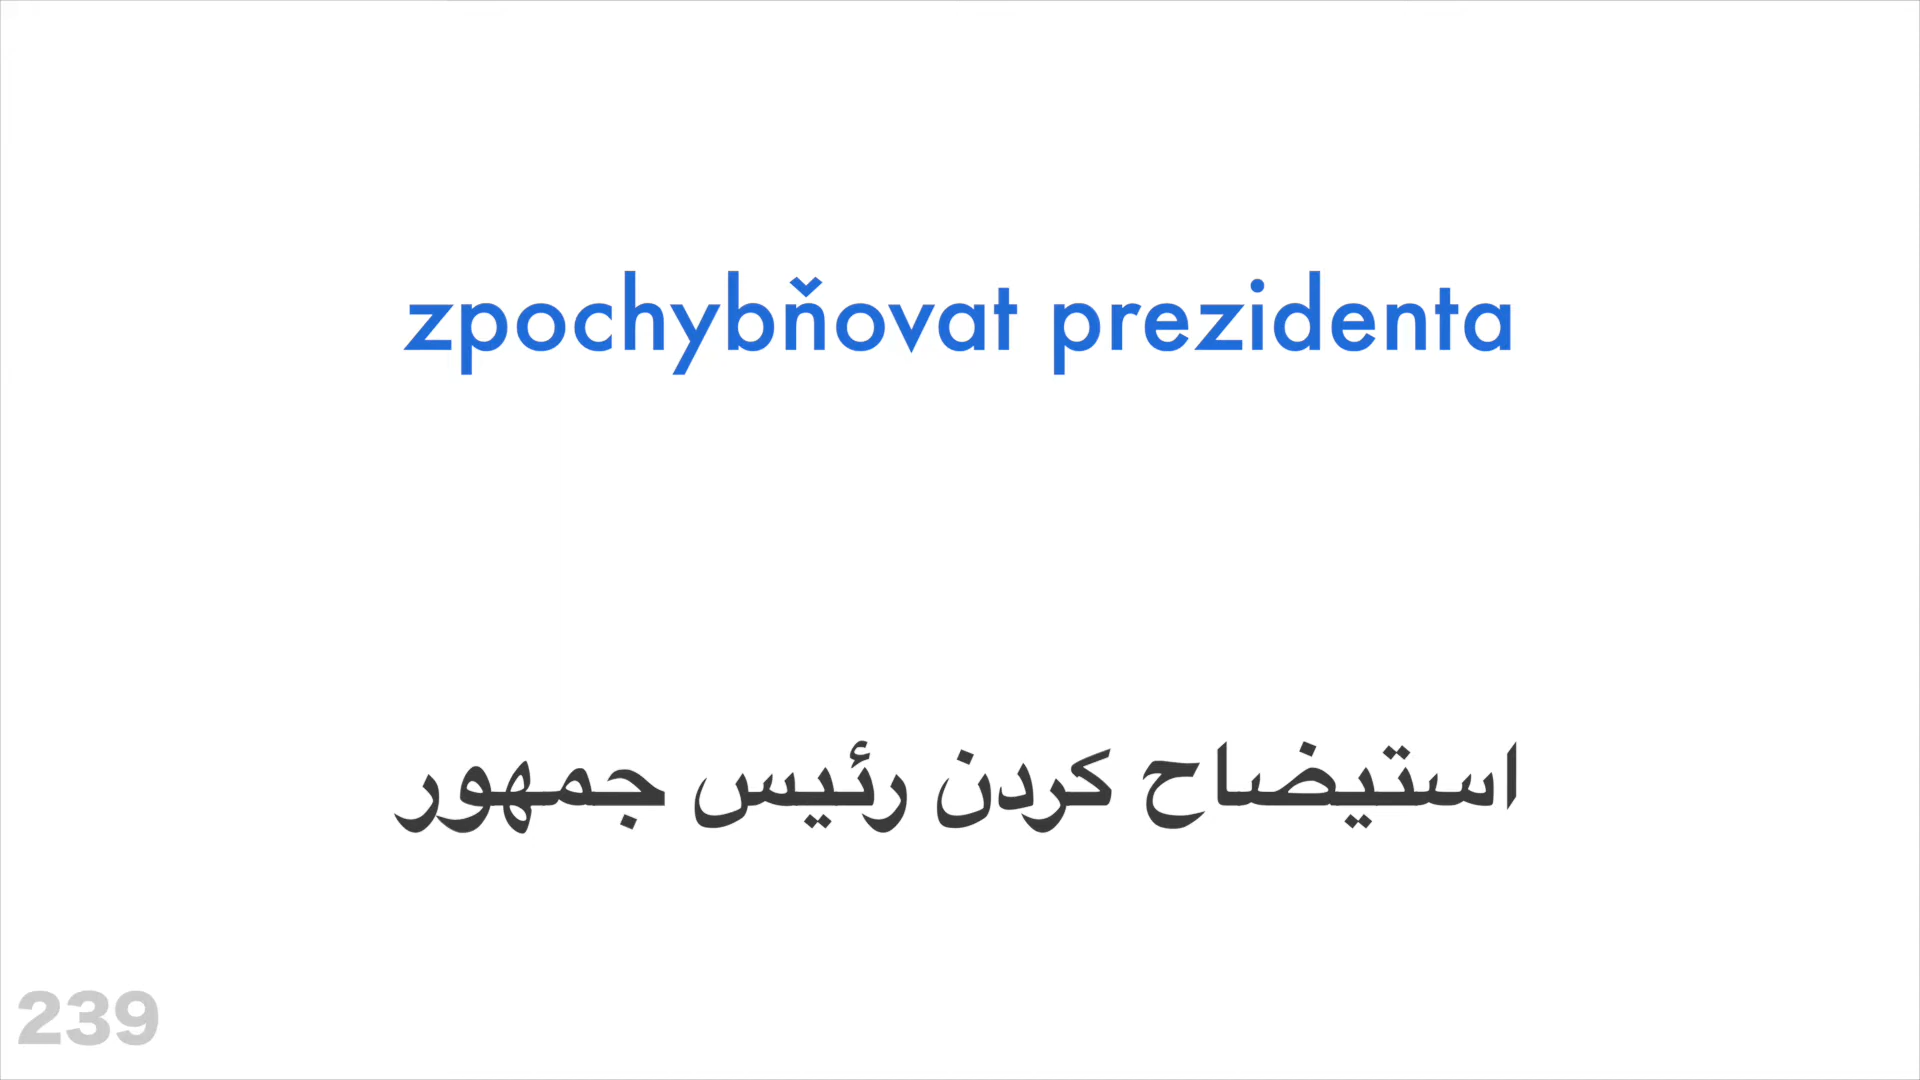 zpochybňovat prezidenta
استیضاح کردن رئیس جمهور
239